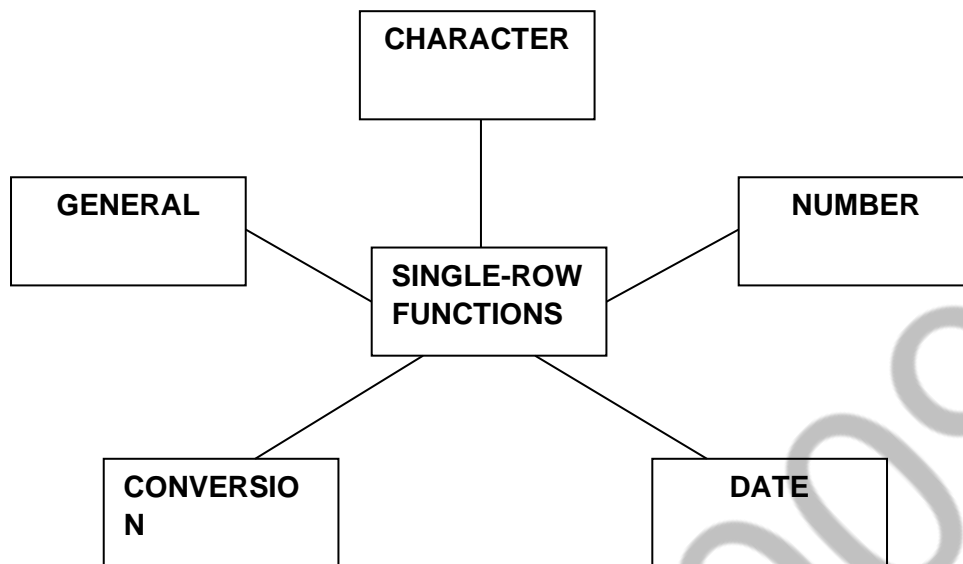 CHARACTER
GENERAL
NUMBER
SINGLE-ROW
FUNCTIONS
CONVERSIO
N
DATE